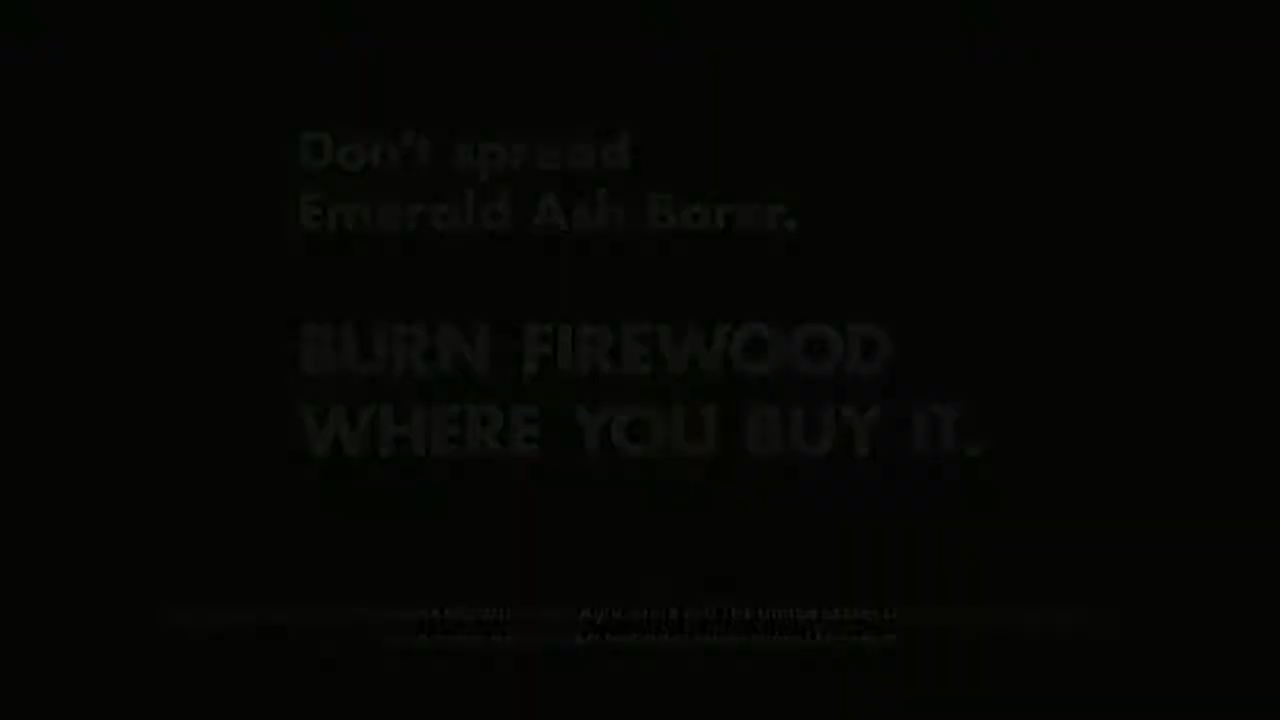 Don't spread
Emerald Ash Borer.
BURN FIREWOOD
WHERE YOU BUY IT.